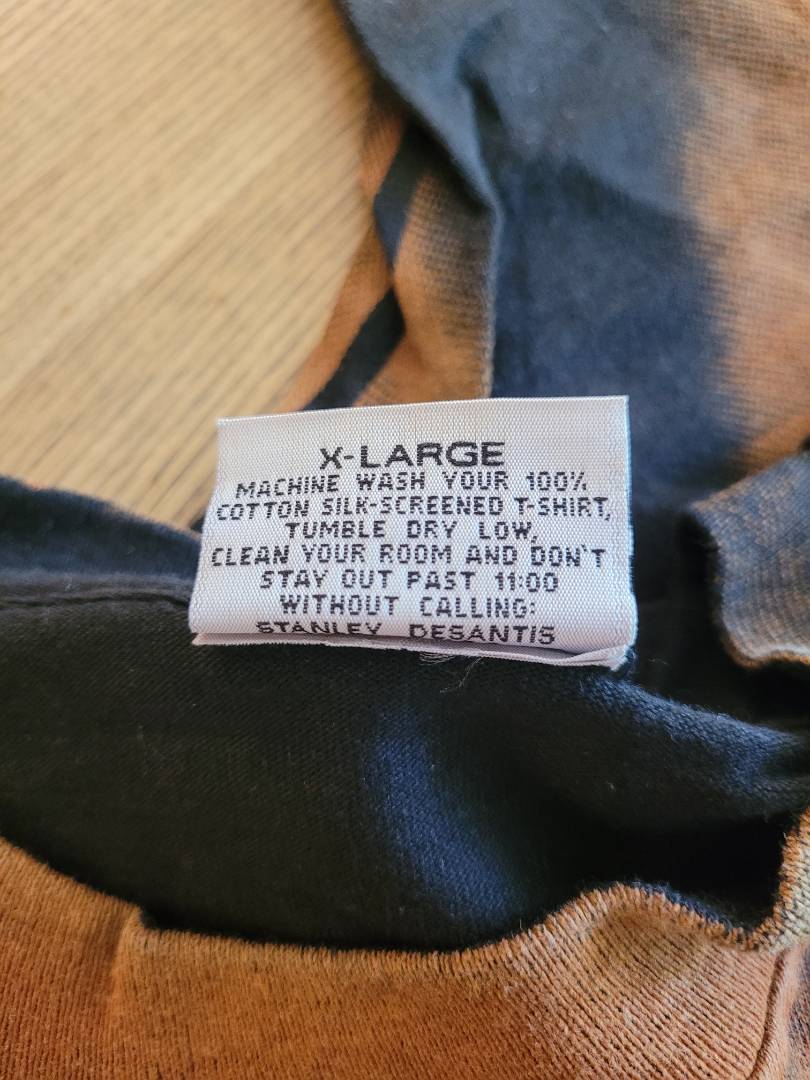 X-LARGE
MACHINE WASH YOUR 100%
COTTON SILK-SCREENED T-SHIRT,
TUMBLE DRY LOW,
CLEAN YOUR ROOM AND DON'T
STAY OUT PAST 11:00
WITHOUT CALLING:
STANLEY DESANTIS